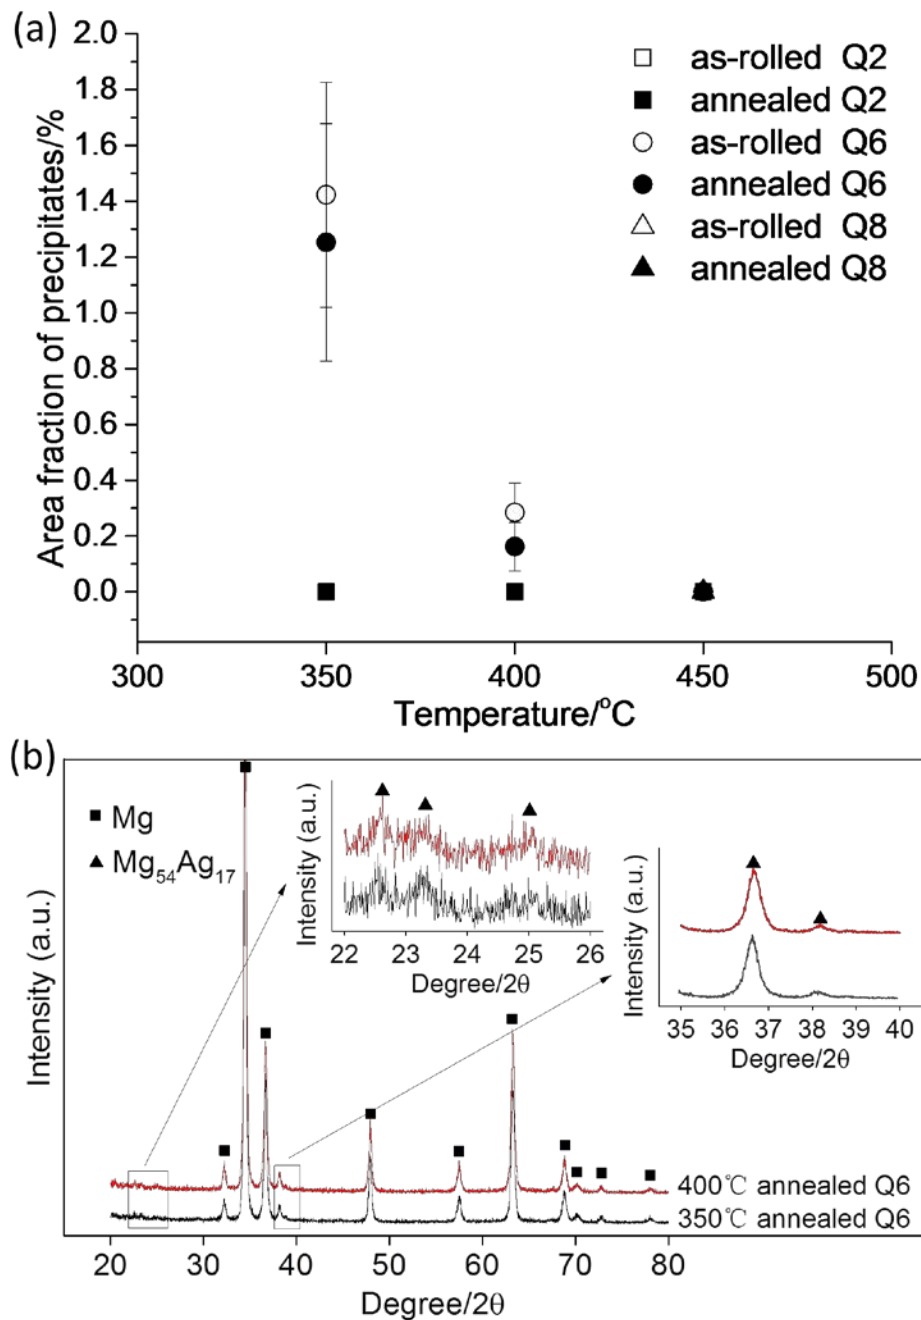 (a)
2.0
1.8
1.6
1.4
1.2
1.0
0.8
0.6
0.4
0.2
0.0
Area fraction of precipitates/%
as-rolled Q2
annealed Q2
as-rolled Q6
annealed Q6
as-rolled Q8
annealed Q8
300 350 400 450 500
Temperature/°C
(b)
Mg
Mg₅₄Ag₁₇
Intensity (a.u.)
Intensity (a.u.)
22 23 24 25 26
Degree/2θ
Intensity (a.u.)
35 36 37 38 39 40
Degree/2θ
400℃ annealed Q6
350℃ annealed Q6
20 30 40 50 60 70 80
Degree/2θ